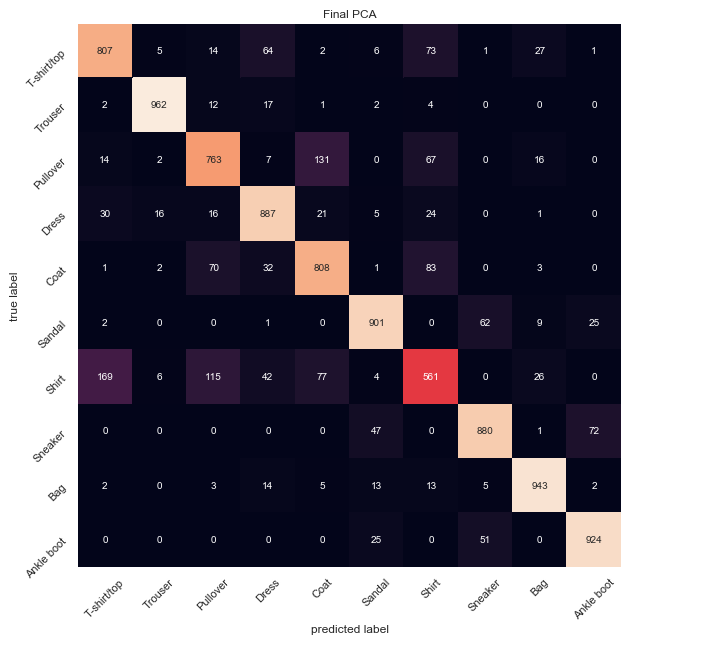 Final PCA
T-shirt/top 807 5 14 64 2 6 73 1 27 1
Trouser 2 962 12 17 1 2 4 0 0 0
Pullover 14 2 763 7 131 0 67 0 16 0
Dress 30 16 16 887 21 5 24 0 1 0
Coat 1 2 70 32 808 1 83 0 3 0
Sandal 2 0 0 1 0 901 0 62 9 25
Shirt 169 6 115 42 77 4 561 0 26 0
Sneaker 0 0 0 0 0 47 0 880 1 72
Bag 2 0 3 14 5 13 13 5 943 2
Ankle boot 0 0 0 0 0 25 0 51 0 924
T-shirt/top Trouser Pullover Dress Coat Sandal Shirt Sneaker Bag Ankle boot
predicted label
true label